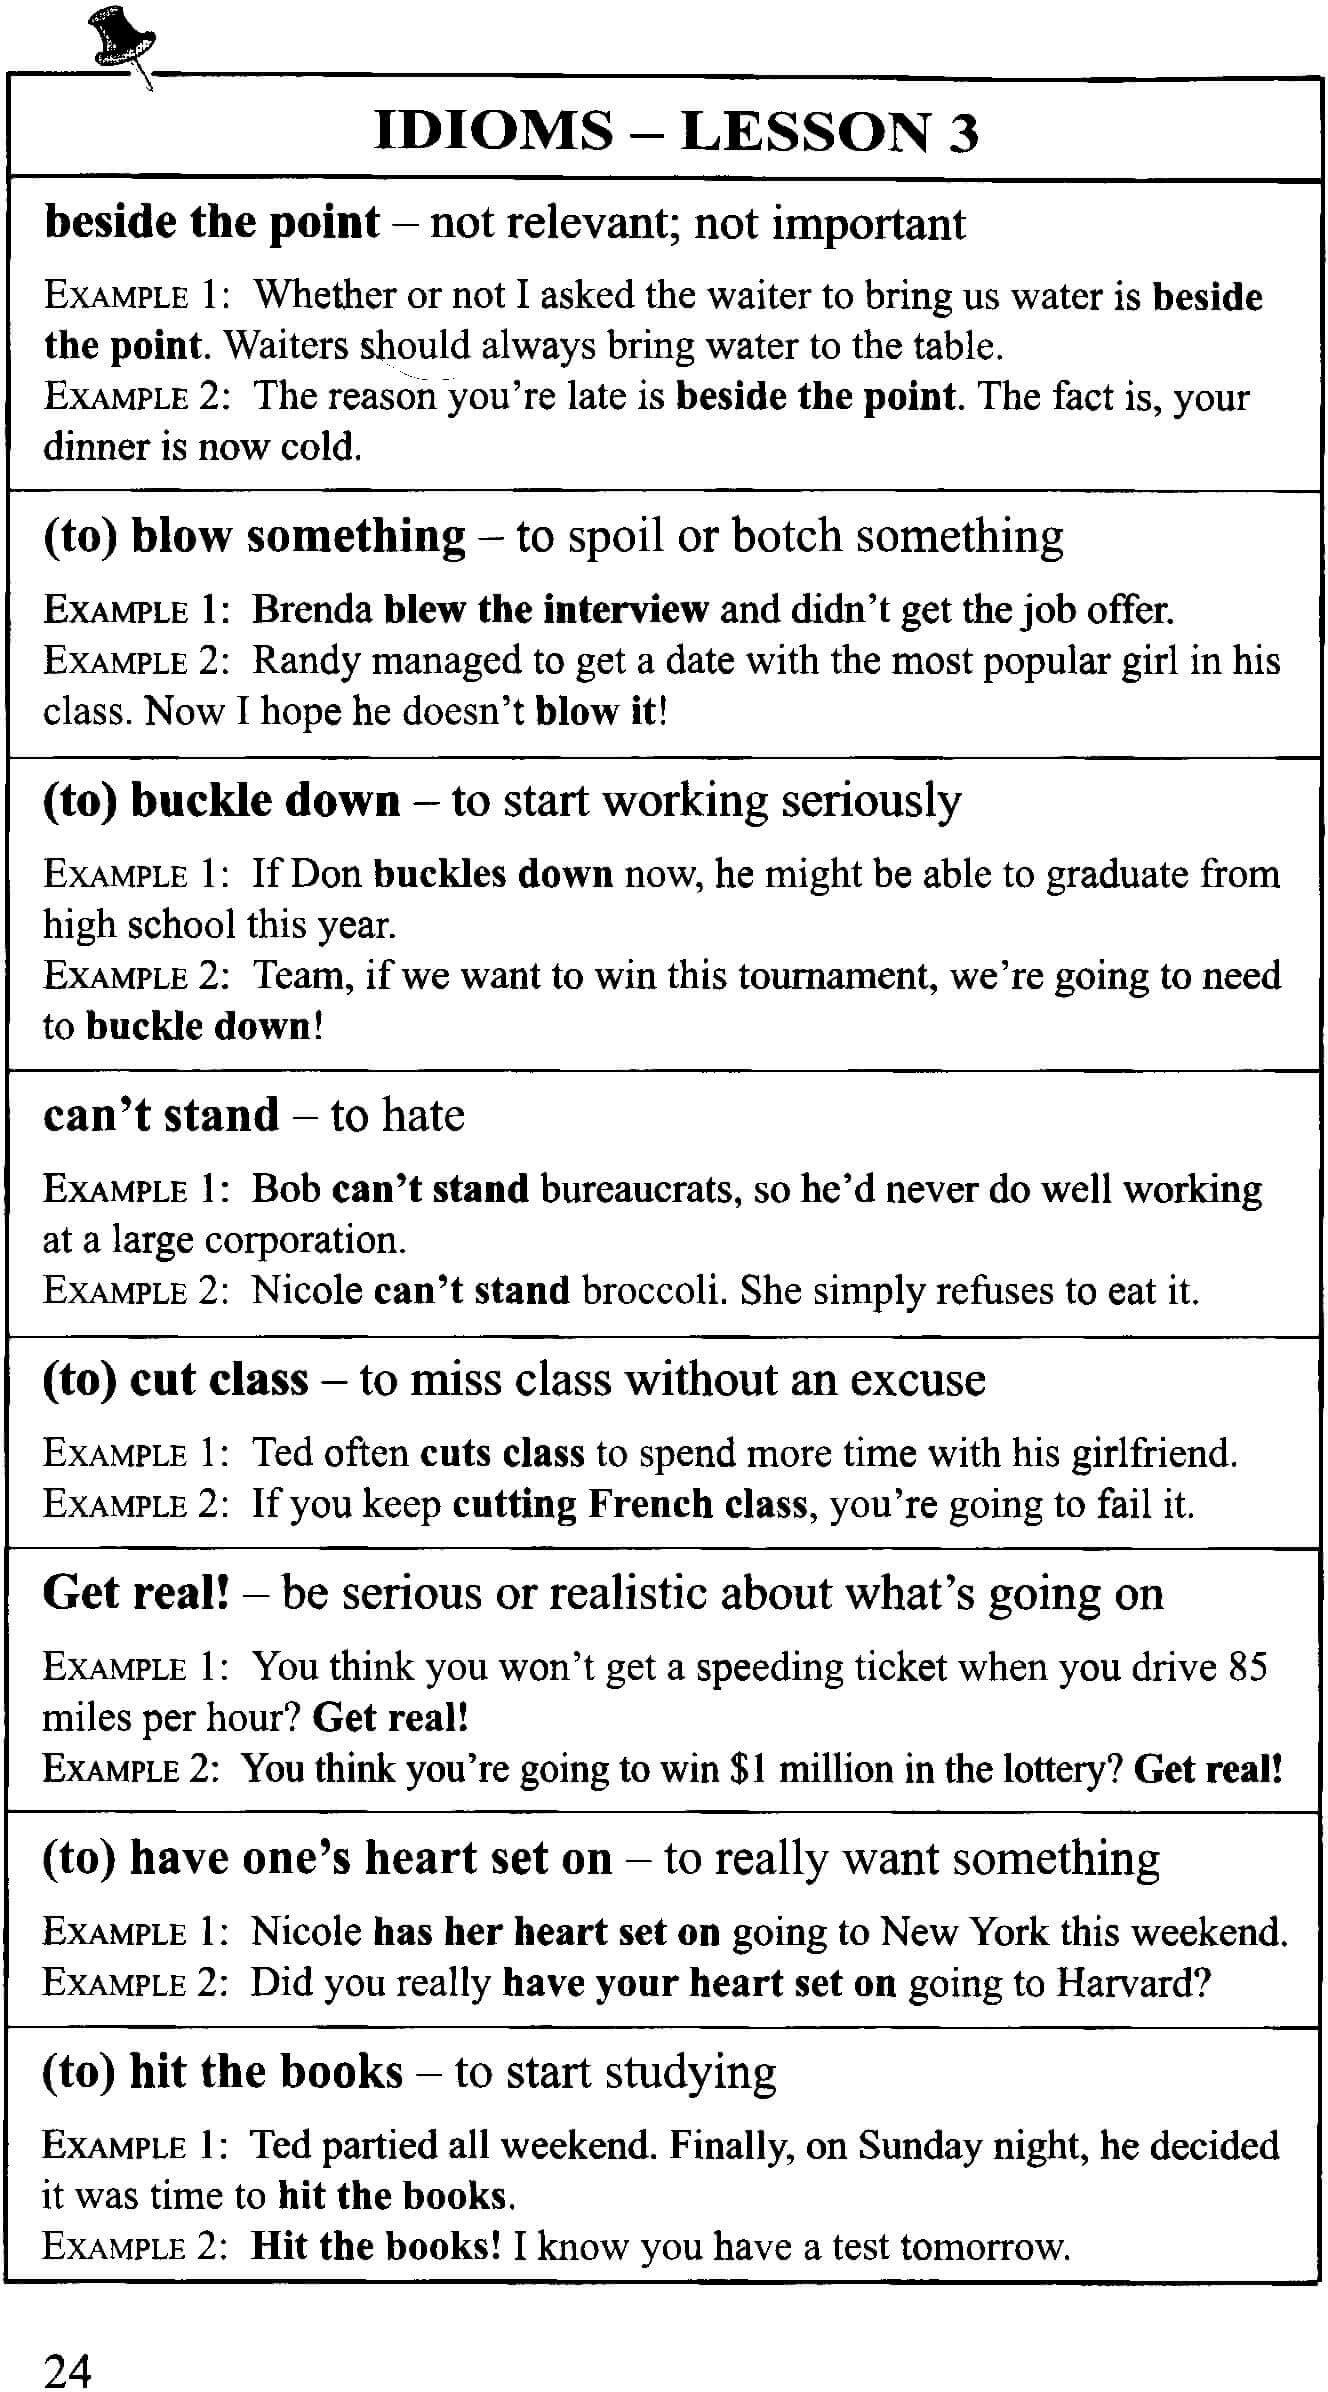 IDIOMS – LESSON 3
beside the point – not relevant; not important
EXAMPLE 1: Whether or not I asked the waiter to bring us water is beside
the point. Waiters should always bring water to the table.
EXAMPLE 2: The reason you're late is beside the point. The fact is, your
dinner is now cold.
(to) blow something – to spoil or botch something
EXAMPLE 1: Brenda blew the interview and didn't get the job offer.
EXAMPLE 2: Randy managed to get a date with the most popular girl in his
class. Now I hope he doesn't blow it!
(to) buckle down – to start working seriously
EXAMPLE 1: If Don buckles down now, he might be able to graduate from
high school this year.
EXAMPLE 2: Team, if we want to win this tournament, we're going to need
to buckle down!
can't stand – to hate
EXAMPLE 1: Bob can't stand bureaucrats, so he'd never do well working
at a large corporation.
EXAMPLE 2: Nicole can't stand broccoli. She simply refuses to eat it.
(to) cut class – to miss class without an excuse
EXAMPLE 1: Ted often cuts class to spend more time with his girlfriend.
EXAMPLE 2: If you keep cutting French class, you're going to fail it.
Get real! – be serious or realistic about what's going on
EXAMPLE 1: You think you won't get a speeding ticket when you drive 85
miles per hour? Get real!
EXAMPLE 2: You think you're going to win $1 million in the lottery? Get real!
(to) have one's heart set on – to really want something
EXAMPLE 1: Nicole has her heart set on going to New York this weekend.
EXAMPLE 2: Did you really have your heart set on going to Harvard?
(to) hit the books – to start studying
EXAMPLE 1: Ted partied all weekend. Finally, on Sunday night, he decided
it was time to hit the books.
EXAMPLE 2: Hit the books! I know you have a test tomorrow.
24